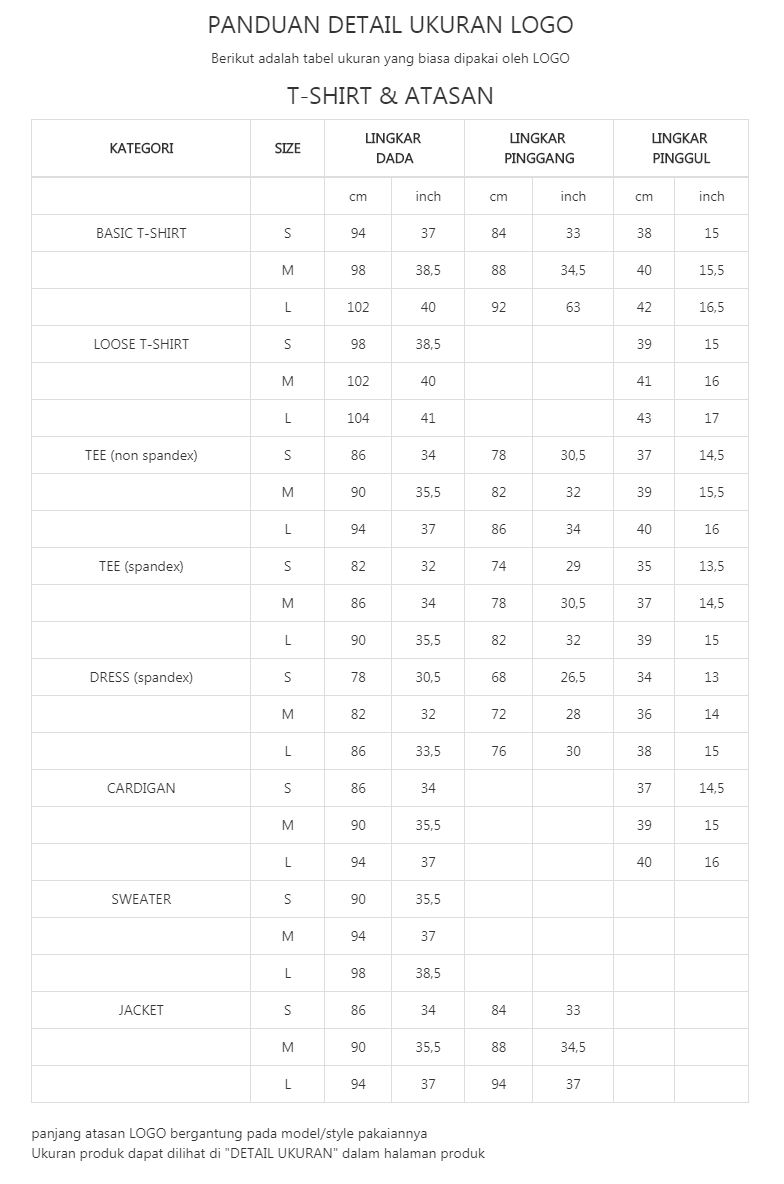 PANDUAN DETAIL UKURAN LOGO
Berikut adalah tabel ukuran yang biasa dipakai oleh LOGO
T-SHIRT & ATASAN
KATEGORI SIZE LINGKAR DADA LINGKAR PINGGANG LINGKAR PINGGUL
cm inch cm inch cm inch
BASIC T-SHIRT S 94 37 84 33 38 15
M 98 38,5 88 34,5 40 15,5
L 102 40 92 63 42 16,5
LOOSE T-SHIRT S 98 38,5 39 15
M 102 40 41 16
L 104 41 43 17
TEE (non spandex) S 86 34 78 30,5 37 14,5
M 90 35,5 82 32 39 15,5
L 94 37 86 34 40 16
TEE (spandex) S 82 32 74 29 35 13,5
M 86 34 78 30,5 37 14,5
L 90 35,5 82 32 39 15
DRESS (spandex) S 78 30,5 68 26,5 34 13
M 82 32 72 28 36 14
L 86 33,5 76 30 38 15
CARDIGAN S 86 34 37 14,5
M 90 35,5 39 15
L 94 37 40 16
SWEATER S 90 35,5
M 94 37
L 98 38,5
JACKET S 86 34 84 33
M 90 35,5 88 34,5
L 94 37 94 37
panjang atasan LOGO bergantung pada model/style pakaiannya
Ukuran produk dapat dilihat di "DETAIL UKURAN" dalam halaman produk